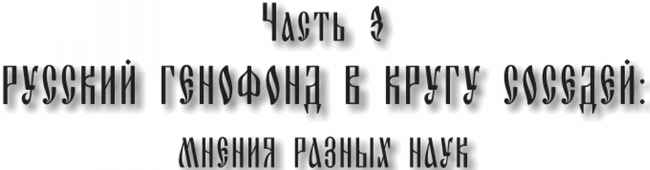 Часть 3
РУССКИЙ ГЕНОФОНД В КРУГУ СОСЕДЕЙ:
МНЕНИЯ РАЗНЫХ НАУК